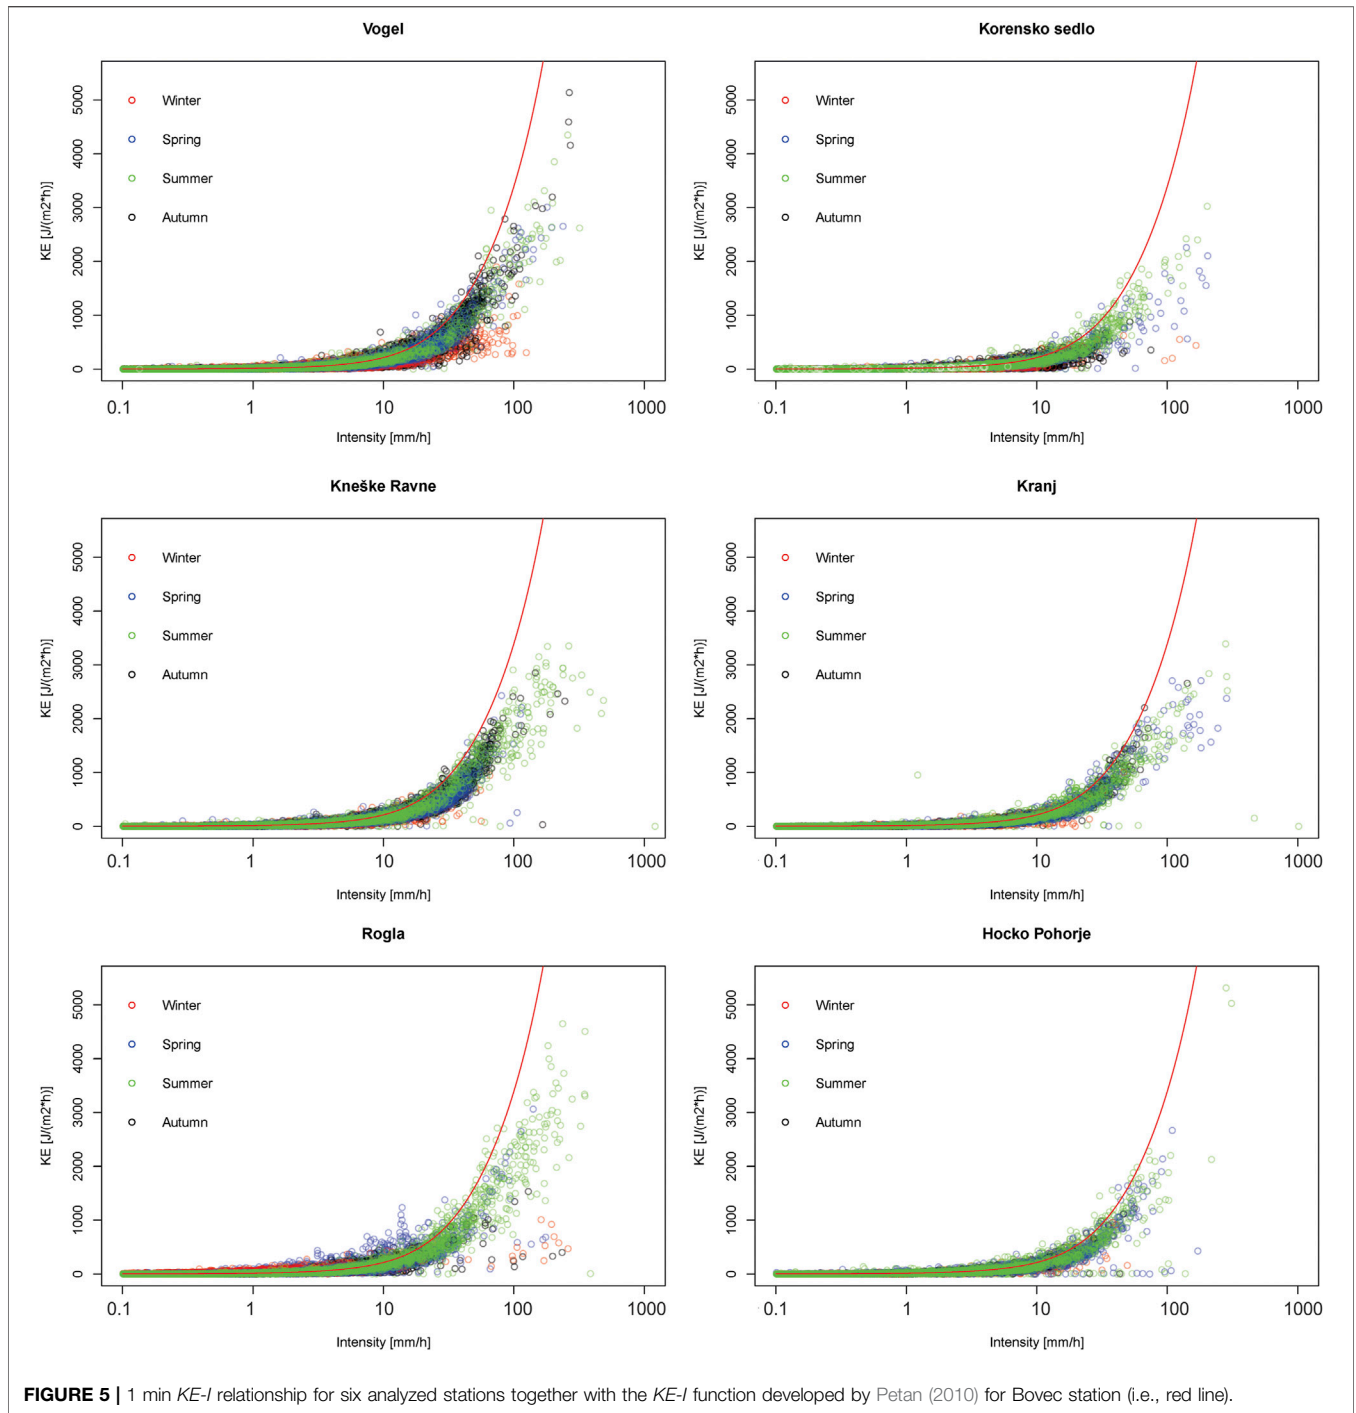 Vogel
KE [J/(m2*h)]
5000
4000
3000
2000
1000
0
Winter
Spring
Summer
Autumn
0.1 1 10 100 1000
Intensity [mm/h]
Korensko sedlo
KE [J/(m2*h)]
5000
4000
3000
2000
1000
0
Winter
Spring
Summer
Autumn
0.1 1 10 100 1000
Intensity [mm/h]
Kneške Ravne
KE [J/(m2*h)]
5000
4000
3000
2000
1000
0
Winter
Spring
Summer
Autumn
0.1 1 10 100 1000
Intensity [mm/h]
Kranj
KE [J/(m2*h)]
5000
4000
3000
2000
1000
0
Winter
Spring
Summer
Autumn
0.1 1 10 100 1000
Intensity [mm/h]
Rogla
KE [J/(m2*h)]
5000
4000
3000
2000
1000
0
Winter
Spring
Summer
Autumn
0.1 1 10 100 1000
Intensity [mm/h]
Hocko Pohorje
KE [J/(m2*h)]
5000
4000
3000
2000
1000
0
Winter
Spring
Summer
Autumn
0.1 1 10 100 1000
Intensity [mm/h]
FIGURE 5 | 1 min KE-I relationship for six analyzed stations together with the KE-I function developed by Petan (2010) for Bovec station (i.e., red line).